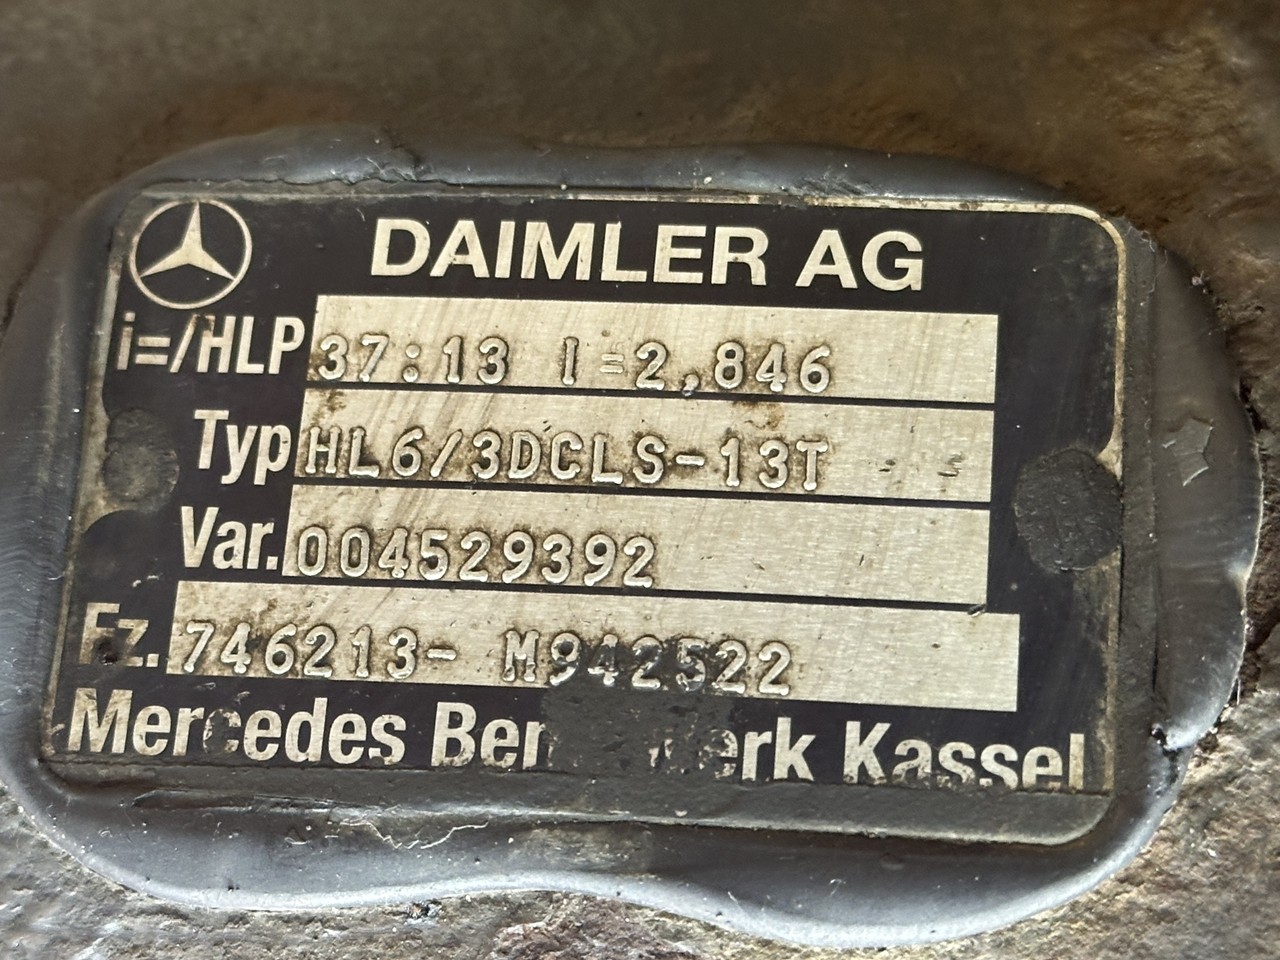 DAIMLER AG
i=/HLP 37:13 I=2,846
Typ HL6/3DCLS-13T
Var. 004529392
Fz. 746213- M942522
Mercedes Kassel